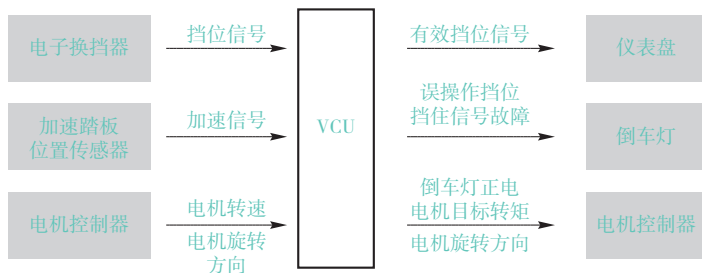 电子换挡器
挡位信号
有效挡位信号
仪表盘
加速踏板
位置传感器
加速信号
VCU
误操作挡位
挡住信号故障
倒车灯
电机控制器
电机转速
电机旋转
方向
倒车灯正电
电机目标转矩
电机旋转方向
电机控制器